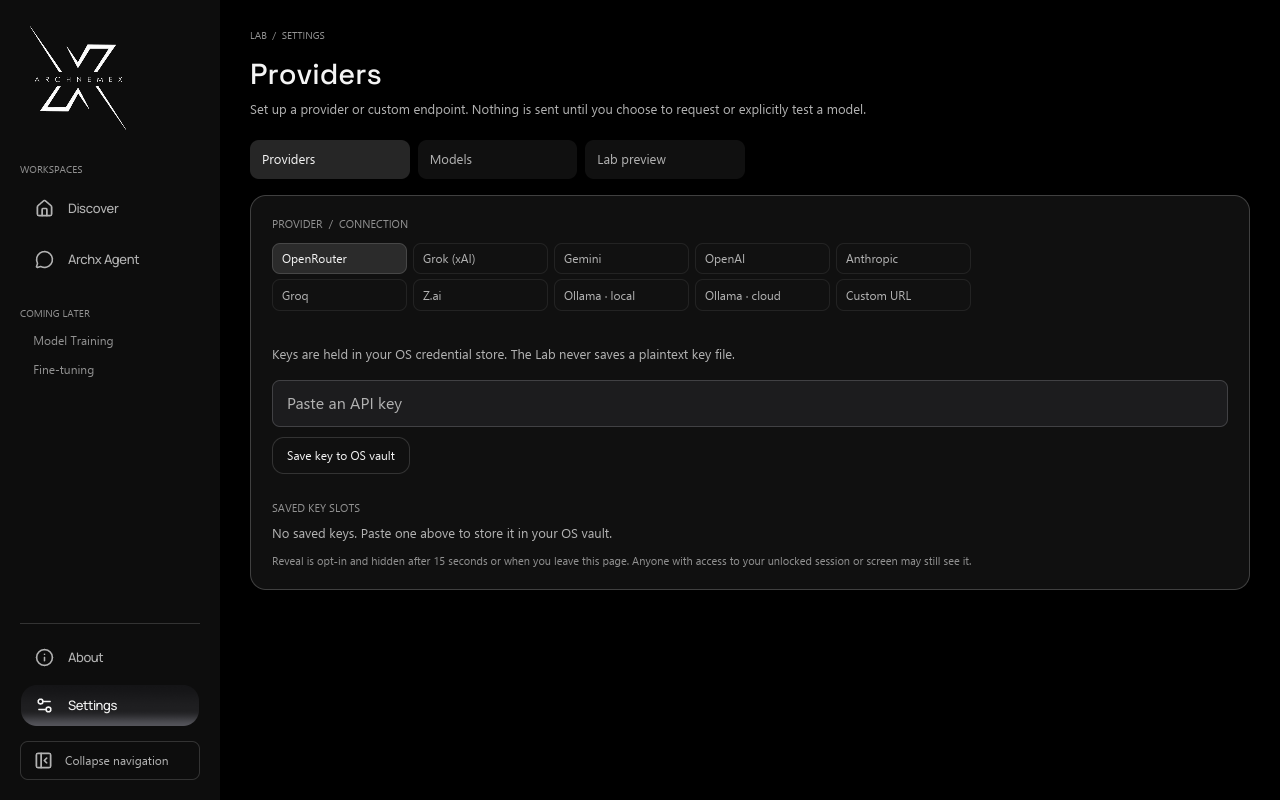 ARCHNEMEX
WORKSPACES
Discover
Archx Agent
COMING LATER
Model Training
Fine-tuning
About
Settings
Collapse navigation
LAB / SETTINGS
Providers
Set up a provider or custom endpoint. Nothing is sent until you choose to request or explicitly test a model.
Providers
Models
Lab preview
PROVIDER / CONNECTION
OpenRouter
Grok (xAI)
Gemini
OpenAI
Anthropic
Groq
Z.ai
Ollama · local
Ollama · cloud
Custom URL
Keys are held in your OS credential store. The Lab never saves a plaintext key file.
Paste an API key
Save key to OS vault
SAVED KEY SLOTS
No saved keys. Paste one above to store it in your OS vault.
Reveal is opt-in and hidden after 15 seconds or when you leave this page. Anyone with access to your unlocked session or screen may still see it.